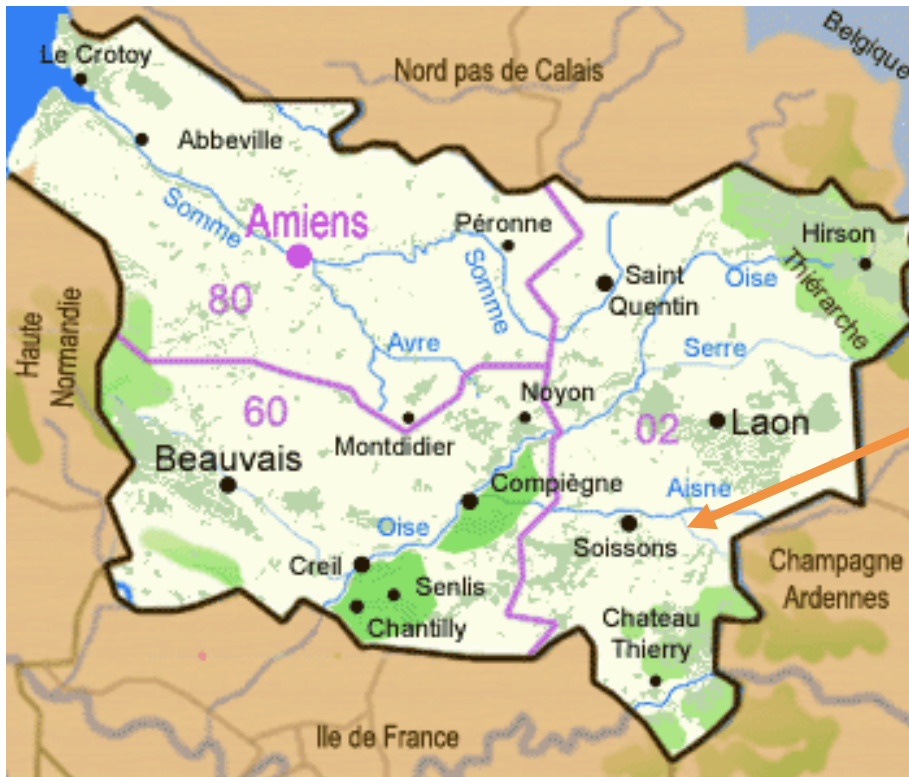 Le Crotoy
Nord pas de Calais
Belgique
Abbeville
Somme
Amiens
Péronne
Hirson
Saint
Quentin
Oise
Thiérarche
80
Somme
Avre
Serre
Haute
Normandie
60
Noyon
02
Laon
Montdidier
Beauvais
Compiègne
Aisne
Oise
Soissons
Creil
Senlis
Chantilly
Champagne
Ardennes
Chateau
Thierry
Ile de France